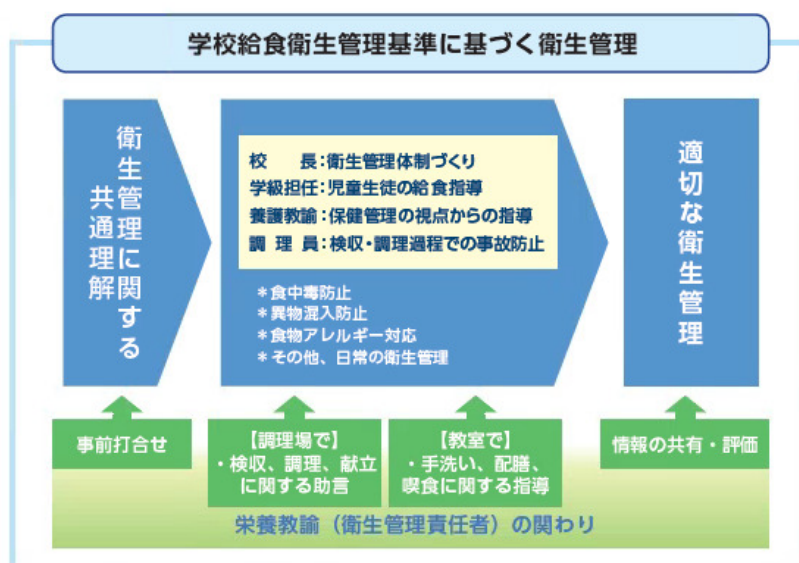 学校給食衛生管理基準に基づく衛生管理
衛生管理に関する
共通理解
校　　長：衛生管理体制づくり
学級担任：児童生徒の給食指導
養護教諭：保健管理の視点からの指導
調 理 員：検収・調理過程での事故防止
＊食中毒防止
＊異物混入防止
＊食物アレルギー対応
＊その他、日常の衛生管理
適切な衛生管理
事前打合せ
【調理場で】
・検収、調理、献立
に関する助言
【教室で】
・手洗い、配膳、
喫食に関する指導
情報の共有・評価
栄養教諭（衛生管理責任者）の関わり